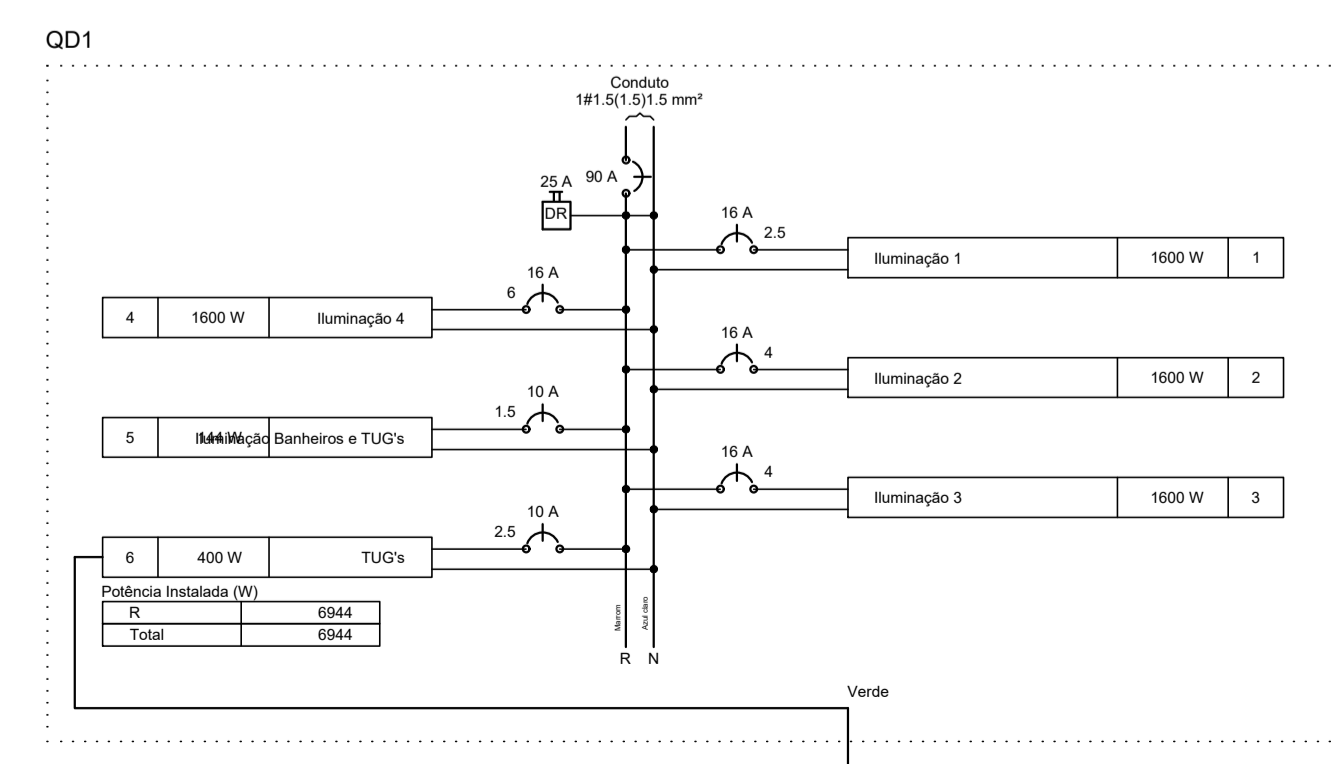 QD1
Conduto
1#1.5(1.5)1.5 mm²
90 A
25 A
DR
16 A
2.5
Iluminação 1 1600 W 1
16 A
6
4 1600 W Iluminação 4
16 A
4
Iluminação 2 1600 W 2
10 A
1.5
5 144 W Iluminação Banheiros e TUG's
16 A
4
Iluminação 3 1600 W 3
10 A
2.5
6 400 W TUG's
Potência Instalada (W)
R 6944
Total 6944
Marrom
Azul claro
R N
Verde